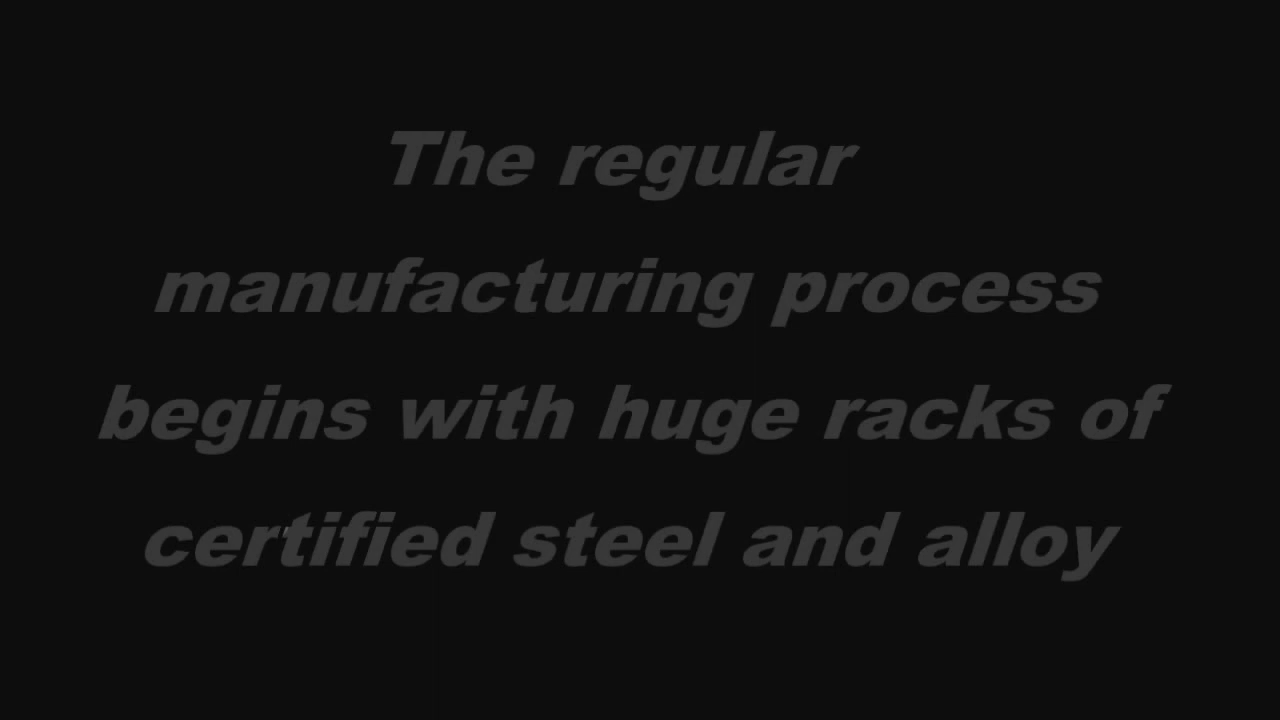 The regular
manufacturing process
begins with huge racks of
certified steel and alloy